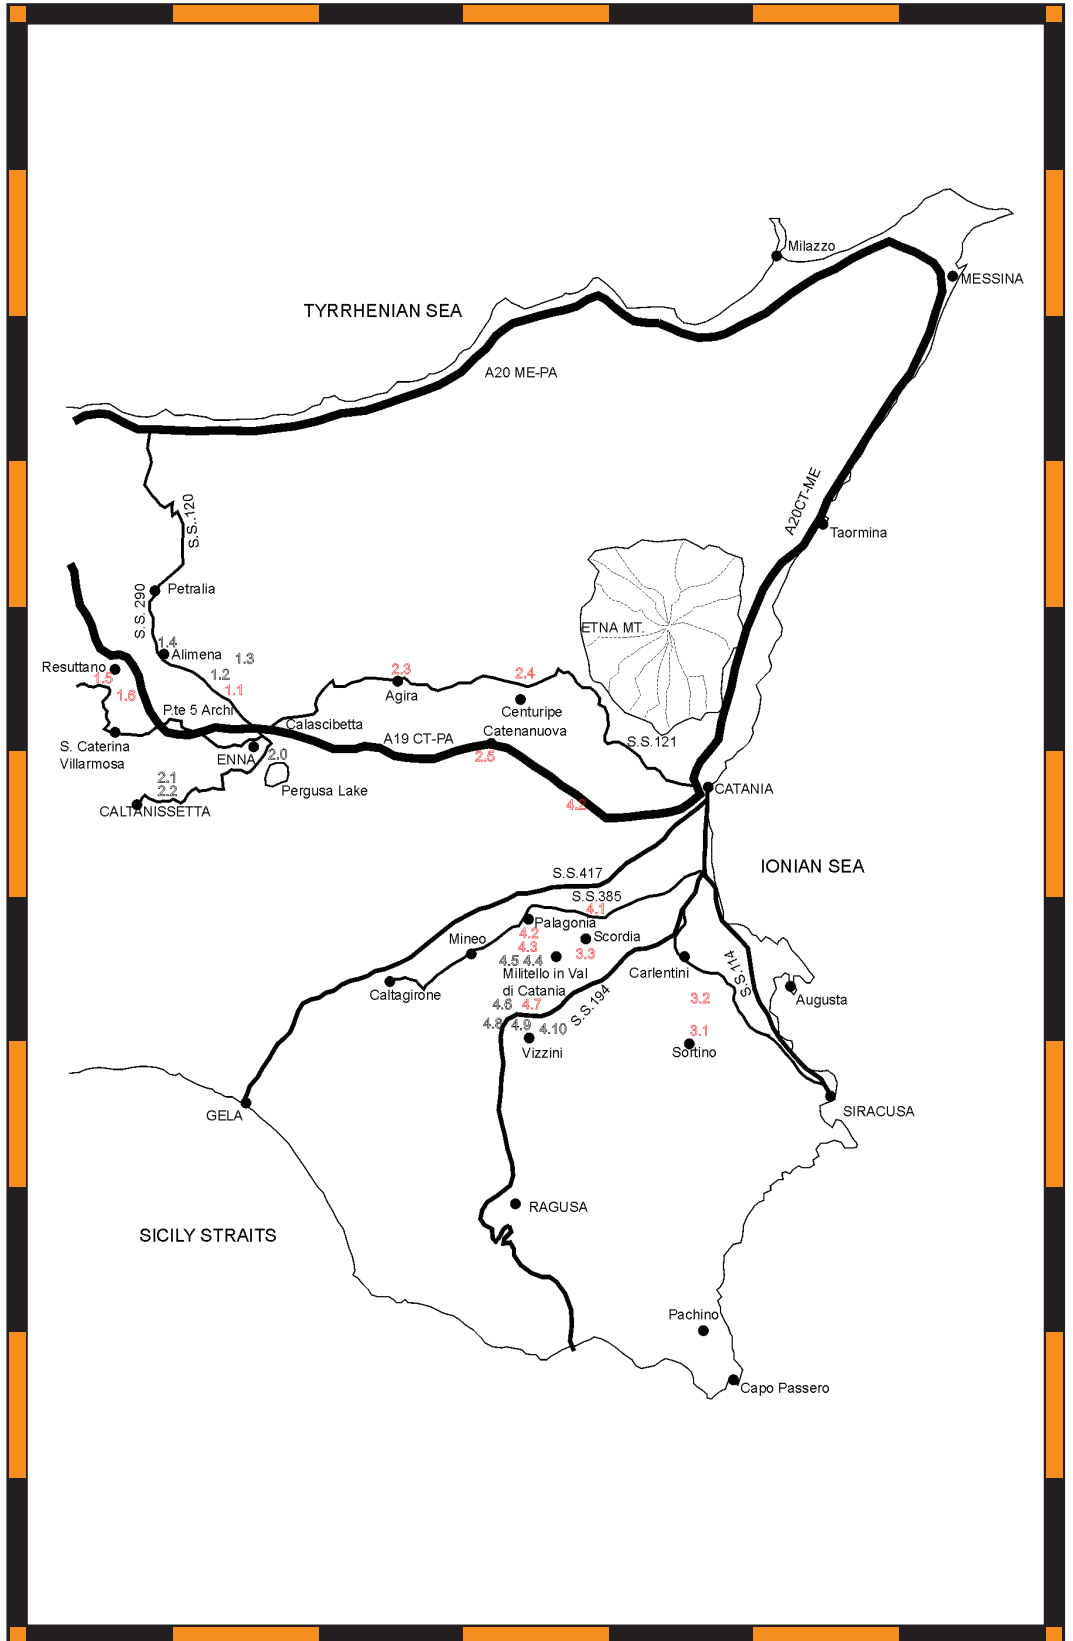 Milazzo
MESSINA
TYRRHENIAN SEA
A20 ME-PA
A20CT-ME
S.S..120
Taormina
Petralia
S.S. 290
ETNA MT.
1.4
Alimena
1.3
Resuttano
1.2
1.5
1.1
1.6
2.3
2.4
Agira
P.te 5 Archi
Centuripe
Calascibetta
Catenanuova
A19 CT-PA
S.S.121
S. Caterina
Villarmosa
ENNA
2.0
2.5
2.1
2.2
Pergusa Lake
CATANIA
CALTANISSETTA
4.2
IONIAN SEA
S.S.417
S.S.385
4.1
Palagonia
4.2
Scordia
Mineo
4.3
3.3
4.5 4.4
Militello in Val
di Catania
Carlentini
S.S.114
Caltagirone
4.6
4.7
S.S.194
3.2
Augusta
4.8
4.9
4.10
3.1
Vizzini
Sortino
GELA
SIRACUSA
RAGUSA
SICILY STRAITS
Pachino
Capo Passero